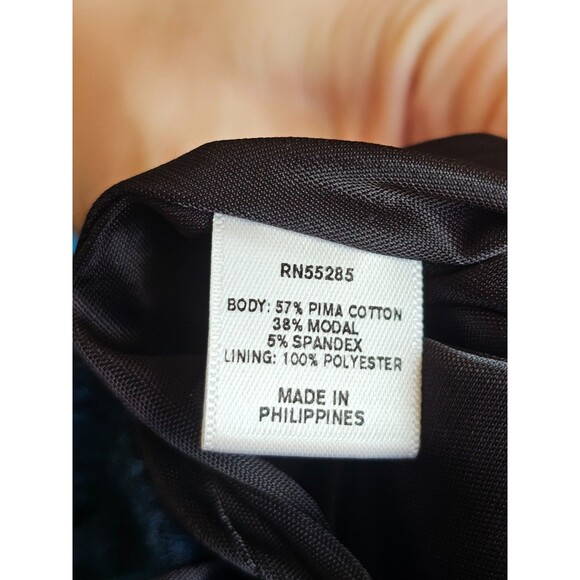 RN55285
BODY: 57% PIMA COTTON
38% MODAL
5% SPANDEX
LINING: 100% POLYESTER
MADE IN
PHILIPPINES